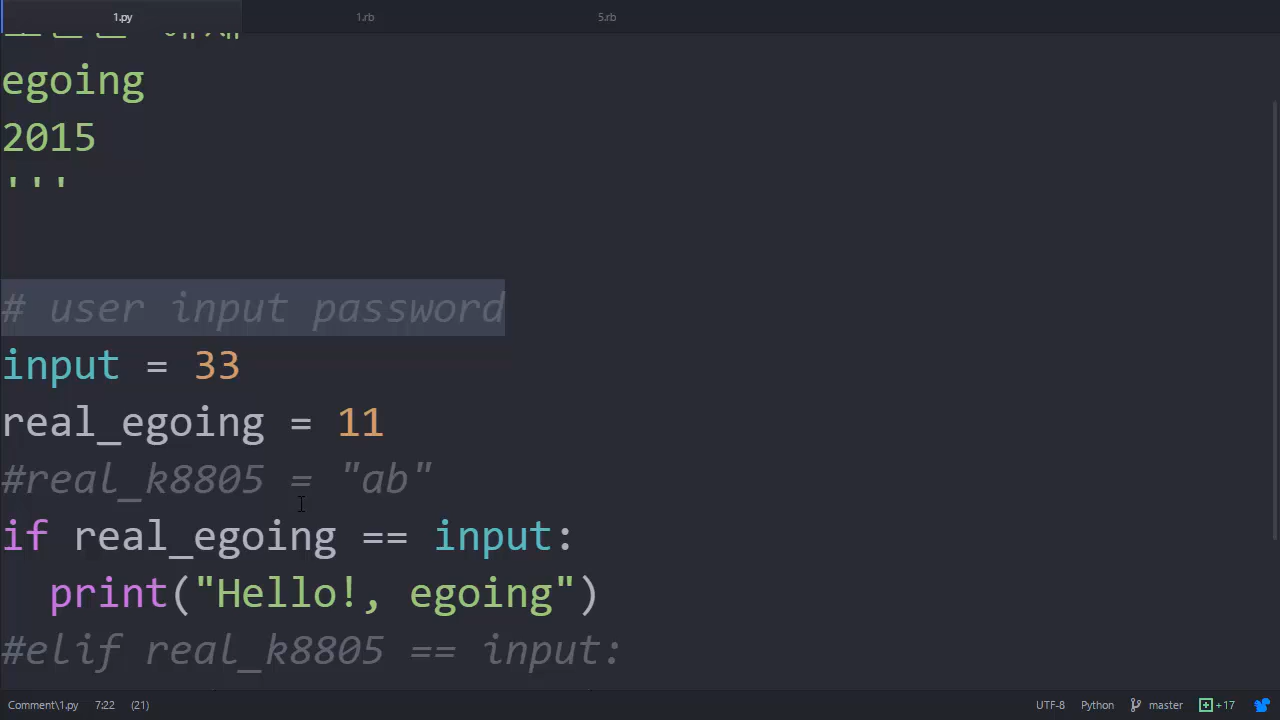 1.py 1.rb 5.rb
egoing
2015
'''
# user input password
input = 33
real_egoing = 11
#real_k8805 = "ab"
if real_egoing == input:
  print("Hello!, egoing")
#elif real_k8805 == input:
Comment\1.py 7:22 (21) UTF-8 Python master +17